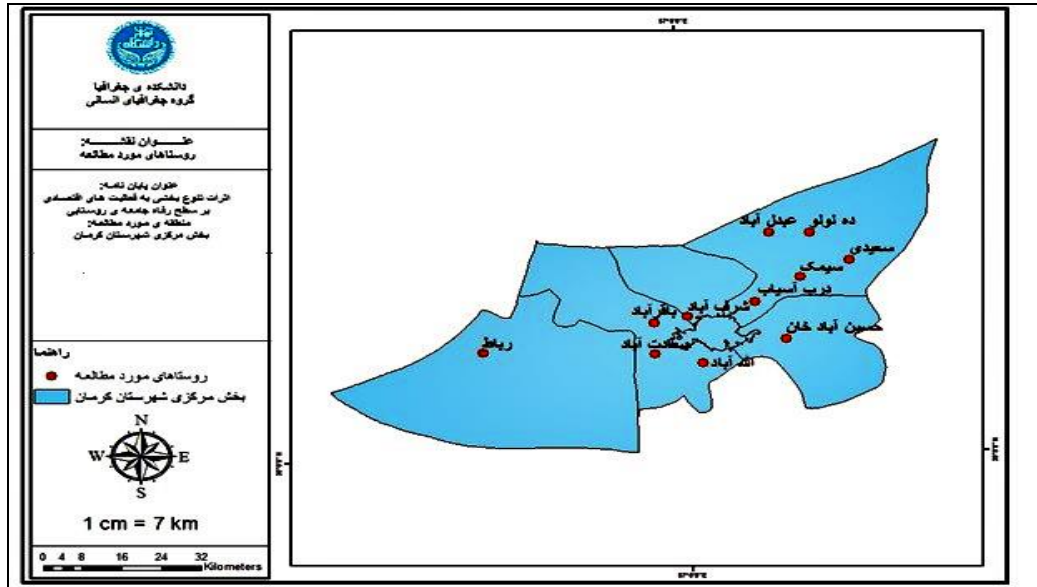 دانشکده ی جغرافیا
گروه جغرافیای انسانی
عنوان نقشه:
روستاهای مورد مطالعه
عنوان پایان نامه:
اثرات تنوع بخشی به فعالیت های اقتصادی
بر سطح رفاه جامعه ی روستایی
منطقه ی مورد مطالعه:
بخش مرکزی شهرستان کرمان
راهنما
روستاهای مورد مطالعه
بخش مرکزی شهرستان کرمان
N
W E
S
1 cm = 7 km
0 4 8 16 24 32
Kilometers
ده لولو
عبدل آباد
سعیدی
سیمک
درب آسیاب
شرف آباد
باقرآباد
حسین آباد خان
سعادت آباد
الله آباد
رباط